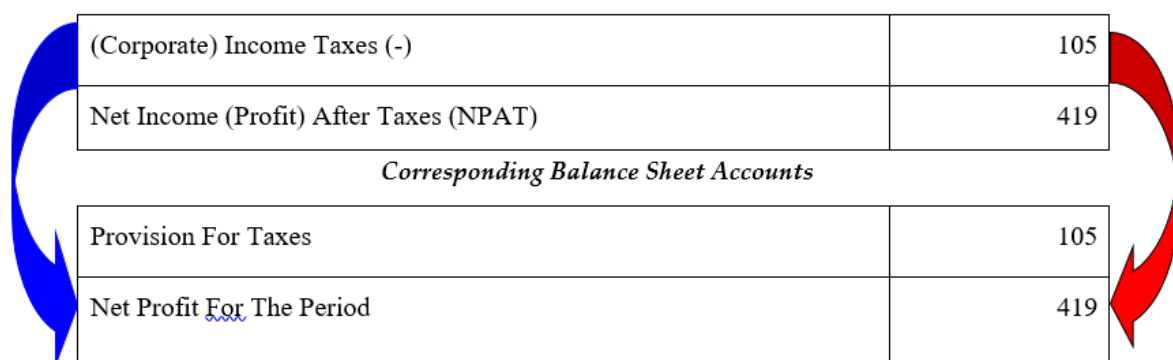 (Corporate) Income Taxes (-) 105
Net Income (Profit) After Taxes (NPAT) 419
Corresponding Balance Sheet Accounts
Provision For Taxes 105
Net Profit For The Period 419